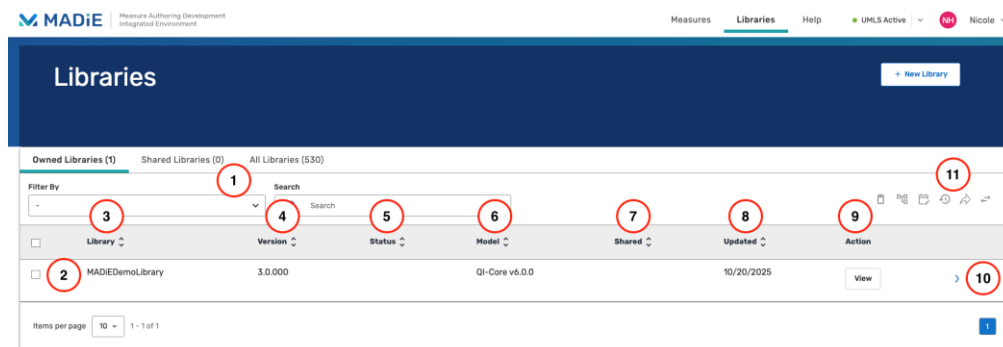 MADiE Measure Authoring Development
Integrated Environment
Measures Libraries Help UMLS Active NH Nicole
Libraries
+ New Library
Owned Libraries (1) Shared Libraries (0) All Libraries (530)
1
11
Filter By Search
- Search
3 4 5 6 7 8 9
Library Version Status Model Shared Updated Action
2 MADiEDemoLibrary 3.0.000 QI-Core v6.0.0 10/20/2025 View 10
Items per page 10 1 - 1 of 1 1